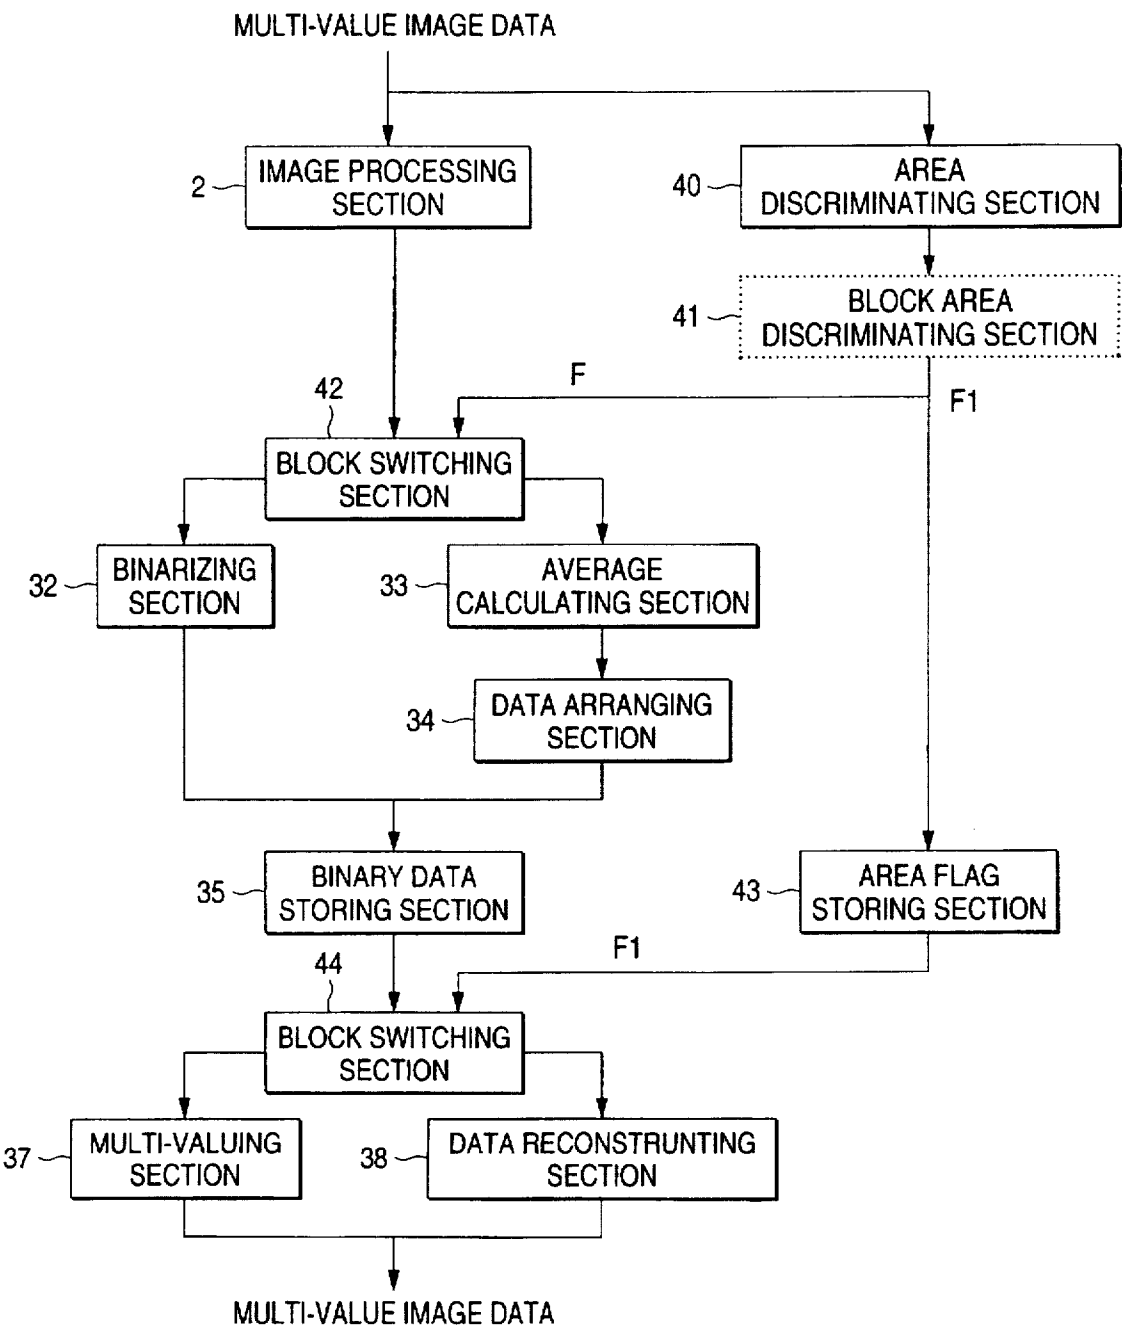 MULTI-VALUE IMAGE DATA
2
IMAGE PROCESSING
SECTION
40
AREA
DISCRIMINATING SECTION
41
BLOCK AREA
DISCRIMINATING SECTION
F
F1
42
BLOCK SWITCHING
SECTION
32
BINARIZING
SECTION
33
AVERAGE
CALCULATING SECTION
34
DATA ARRANGING
SECTION
35
BINARY DATA
STORING SECTION
43
AREA FLAG
STORING SECTION
F1
44
BLOCK SWITCHING
SECTION
37
MULTI-VALUING
SECTION
38
DATA RECONSTRUNTING
SECTION
MULTI-VALUE IMAGE DATA